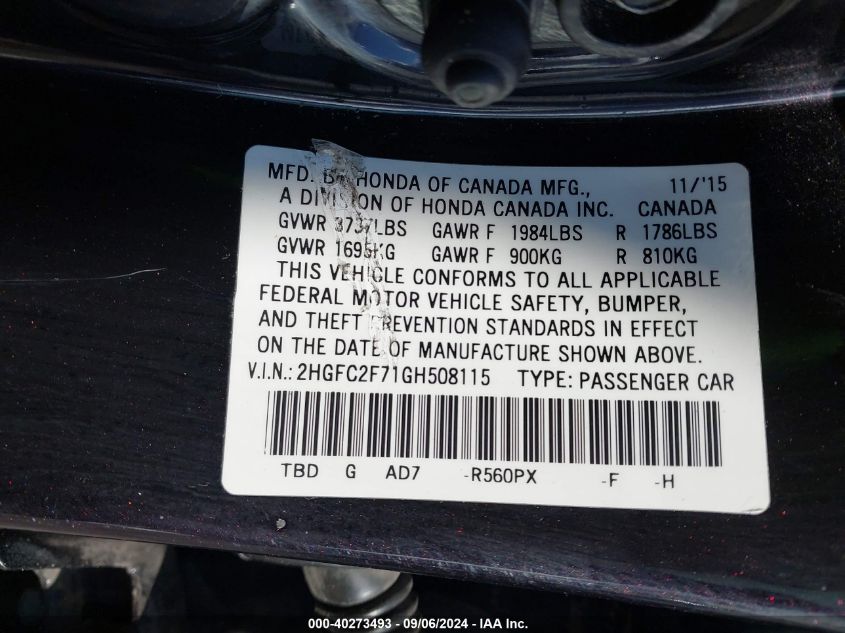 MFD. BY HONDA OF CANADA MFG., 11/'15
A DIVISION OF HONDA CANADA INC. CANADA
GVWR 3737LBS GAWR F 1984LBS R 1786LBS
GVWR 1695KG GAWR F 900KG R 810KG
THIS VEHICLE CONFORMS TO ALL APPLICABLE
FEDERAL MOTOR VEHICLE SAFETY, BUMPER,
AND THEFT PREVENTION STANDARDS IN EFFECT
ON THE DATE OF MANUFACTURE SHOWN ABOVE.
V.I.N.: 2HGFC2F71GH508115 TYPE: PASSENGER CAR
TBD G AD7 -R560PX -F -H
000-40273493 - 09/06/2024 - IAA Inc.